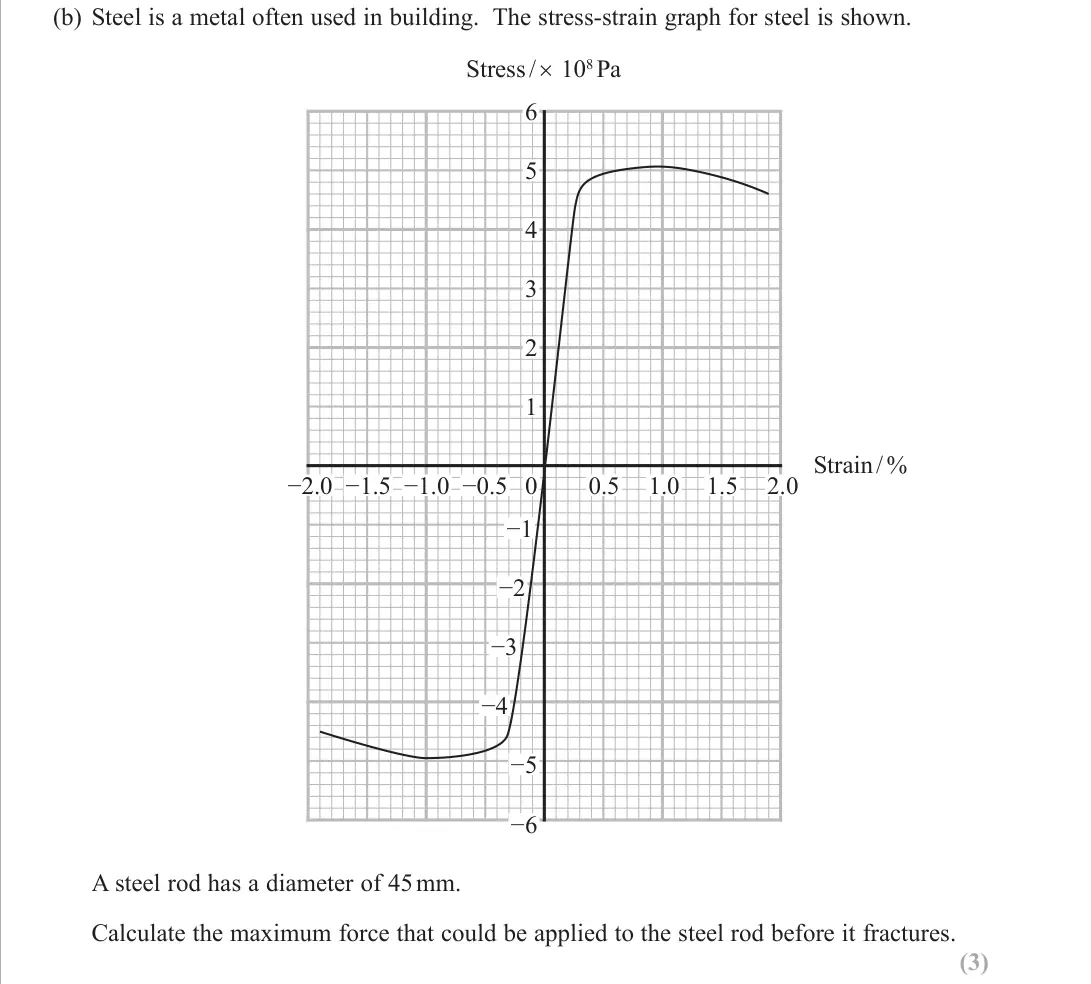 (b) Steel is a metal often used in building. The stress-strain graph for steel is shown.
Stress / × 10⁸ Pa
6
5
4
3
2
1
Strain / %
−2.0 −1.5 −1.0 −0.5 0 0.5 1.0 1.5 2.0
−1
−2
−3
−4
−5
−6
A steel rod has a diameter of 45 mm.
Calculate the maximum force that could be applied to the steel rod before it fractures.
(3)